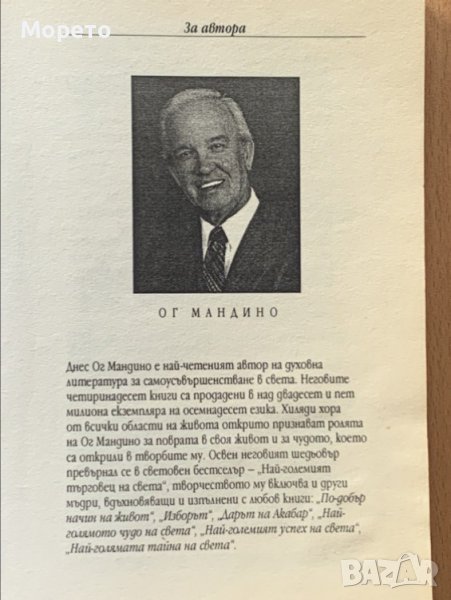 Морето
За автора
ОГ МАНДИНО
Днес Ог Мандино е най-четеният автор на духовна
литература за самоусъвършенстване в света. Неговите
четиринадесет книги са продадени в над двадесет и пет
милиона екземпляра на осемнадесет езика. Хиляди хора
от всички области на живота открито признават ролята
на Ог Мандино за поврата в своя живот и за чудото, което
са открили в творбите му. Освен неговият шедьовър
превърнал се в световен бестселър – „Най-големият
търговец на света“, творчеството му включва и други
мъдри, вдъхновяващи и изпълнени с любов книги: „По-добър
начин на живот“, „Изборът“, „Дарът на Акабар“, „Най-
голямото чудо на света“, „Най-големият успех на света“,
„Най-голямата тайна на света“.
BAZAR